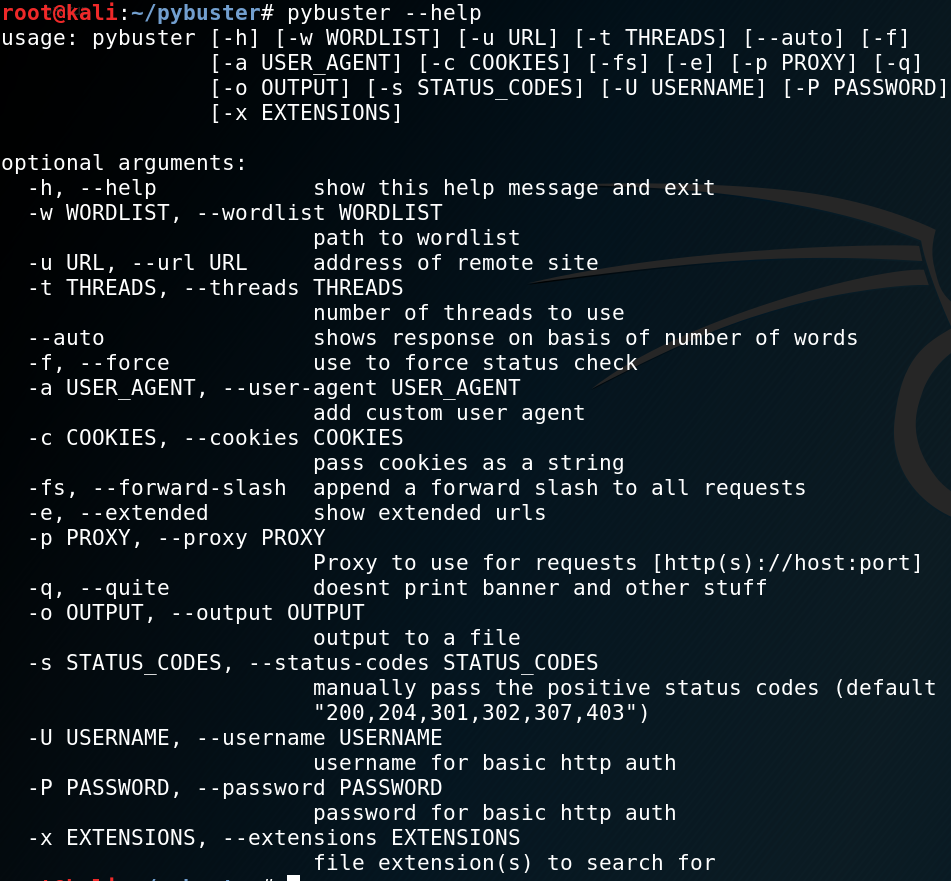 root@kali:~/pybuster# pybuster --help
usage: pybuster [-h] [-w WORDLIST] [-u URL] [-t THREADS] [--auto] [-f]
                [-a USER_AGENT] [-c COOKIES] [-fs] [-e] [-p PROXY] [-q]
                [-o OUTPUT] [-s STATUS_CODES] [-U USERNAME] [-P PASSWORD]
                [-x EXTENSIONS]

optional arguments:
  -h, --help            show this help message and exit
  -w WORDLIST, --wordlist WORDLIST
                        path to wordlist
  -u URL, --url URL     address of remote site
  -t THREADS, --threads THREADS
                        number of threads to use
  --auto                shows response on basis of number of words
  -f, --force           use to force status check
  -a USER_AGENT, --user-agent USER_AGENT
                        add custom user agent
  -c COOKIES, --cookies COOKIES
                        pass cookies as a string
  -fs, --forward-slash  append a forward slash to all requests
  -e, --extended        show extended urls
  -p PROXY, --proxy PROXY
                        Proxy to use for requests [http(s)://host:port]
  -q, --quite           doesnt print banner and other stuff
  -o OUTPUT, --output OUTPUT
                        output to a file
  -s STATUS_CODES, --status-codes STATUS_CODES
                        manually pass the positive status codes (default
                        "200,204,301,302,307,403")
  -U USERNAME, --username USERNAME
                        username for basic http auth
  -P PASSWORD, --password PASSWORD
                        password for basic http auth
  -x EXTENSIONS, --extensions EXTENSIONS
                        file extension(s) to search for